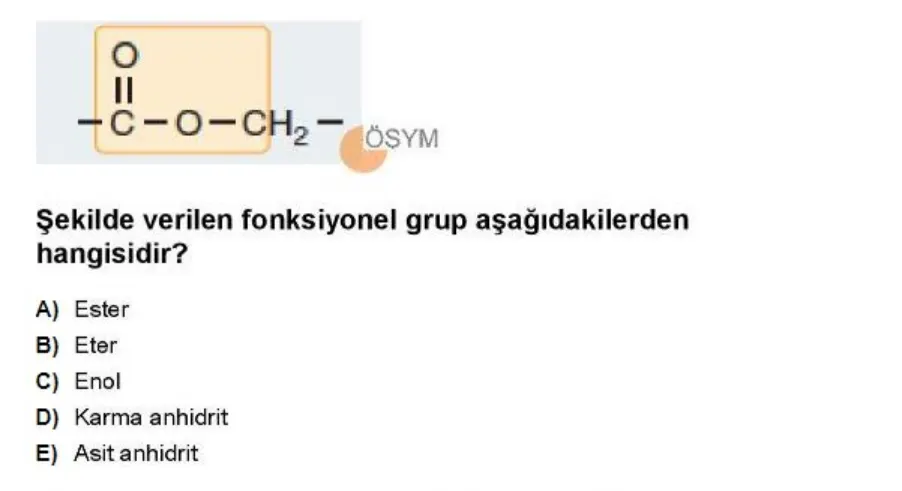 O
||
–C–O–CH₂–
ÖSYM
Şekilde verilen fonksiyonel grup aşağıdakilerden
hangisidir?
A) Ester
B) Eter
C) Enol
D) Karma anhidrit
E) Asit anhidrit